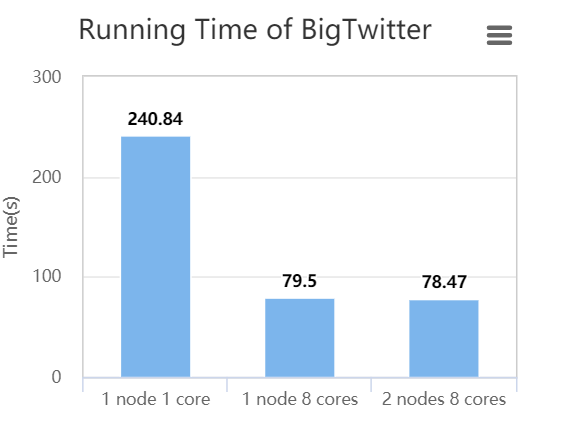 Running Time of BigTwitter
Time(s)
300
200
100
0
240.84
79.5
78.47
1 node 1 core
1 node 8 cores
2 nodes 8 cores